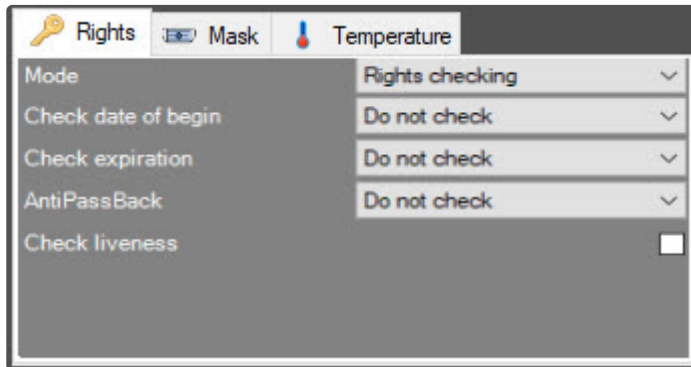 Rights Mask Temperature
Mode Rights checking
Check date of begin Do not check
Check expiration Do not check
AntiPassBack Do not check
Check liveness